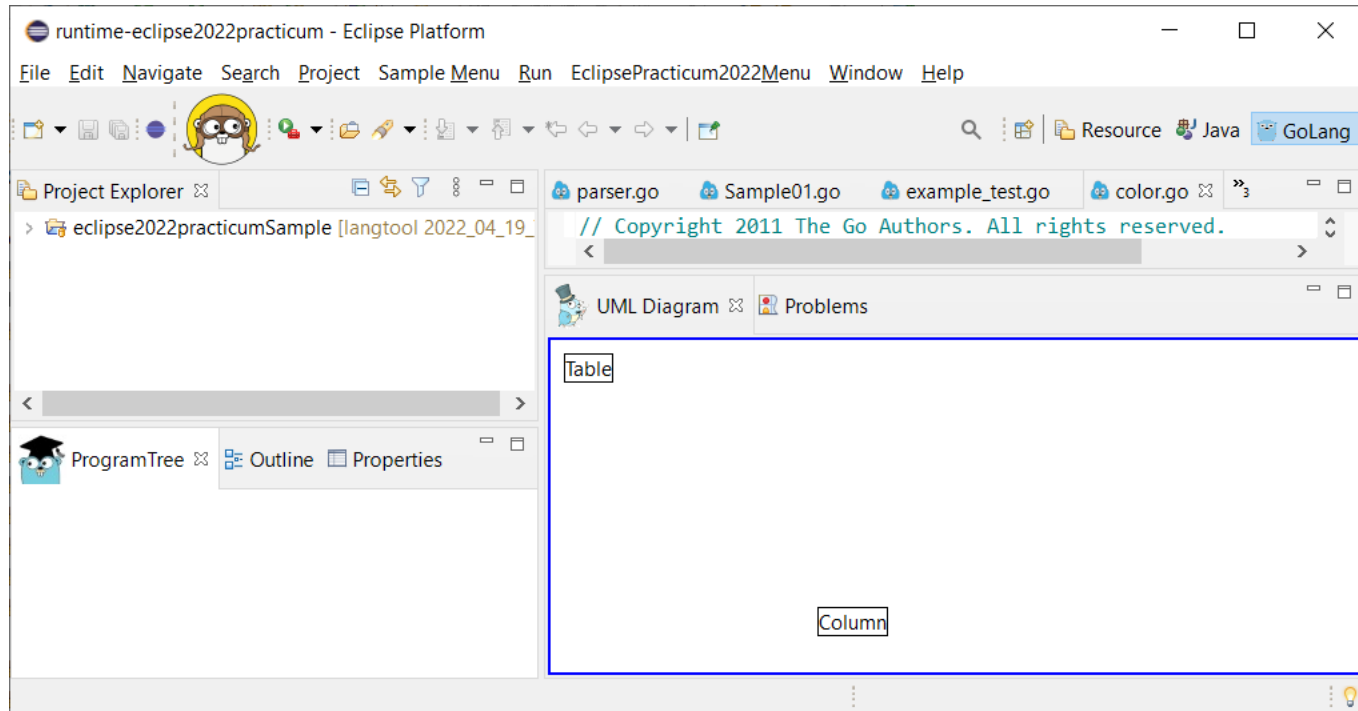 runtime-eclipse2022practicum - Eclipse Platform
File Edit Navigate Search Project Sample Menu Run EclipsePracticum2022Menu Window Help
Resource Java GoLang
Project Explorer
parser.go Sample01.go example_test.go color.go »3
eclipse2022practicumSample [langtool 2022_04_19_
// Copyright 2011 The Go Authors. All rights reserved.
UML Diagram Problems
Table
ProgramTree Outline Properties
Column